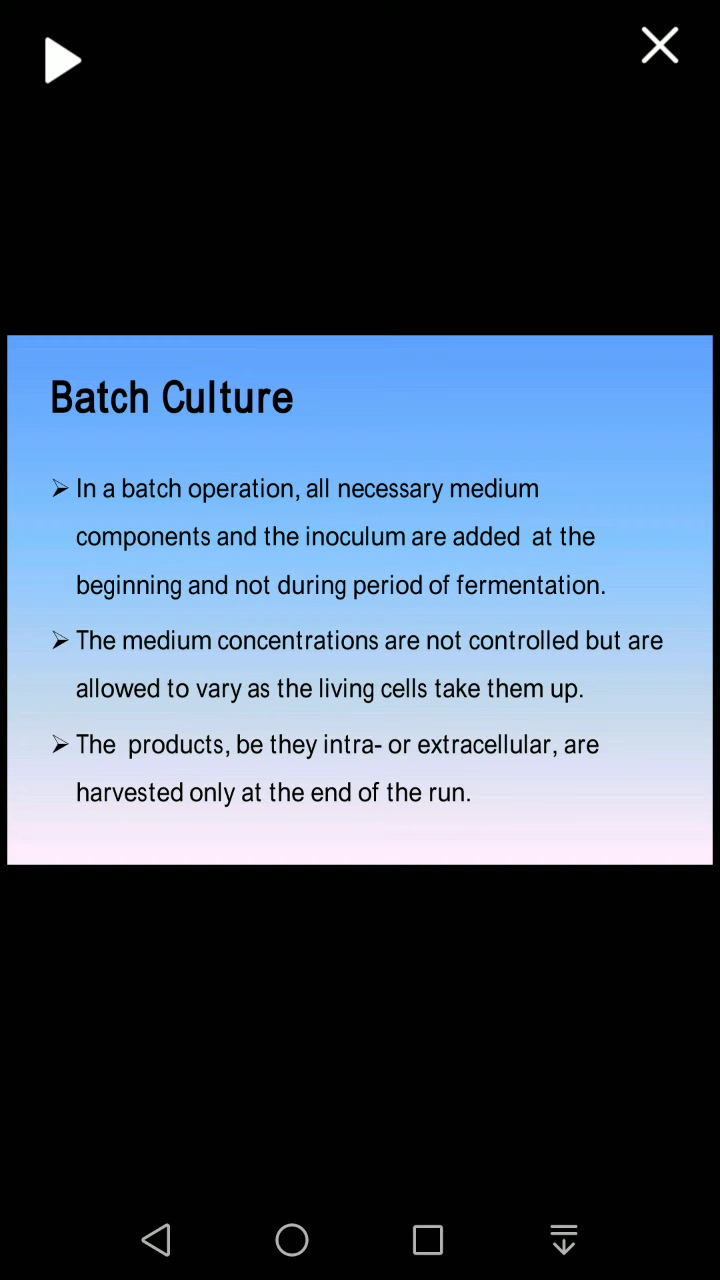 Batch Culture
➢ In a batch operation, all necessary medium
components and the inoculum are added at the
beginning and not during period of fermentation.
➢ The medium concentrations are not controlled but are
allowed to vary as the living cells take them up.
➢ The products, be they intra- or extracellular, are
harvested only at the end of the run.